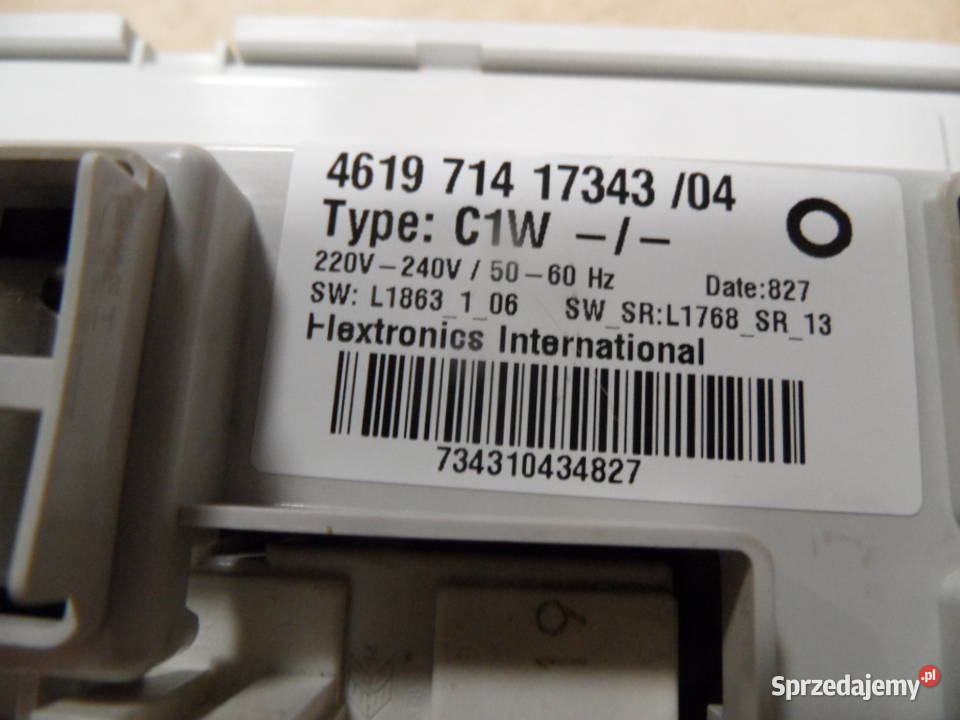 4619 714 17343 /04
Type: C1W -/-
220V-240V / 50-60 Hz Date:827
SW: L1863_1_06 SW_SR:L1768_SR_13
Flextronics International
734310434827
19
Sprzedajemy.pl